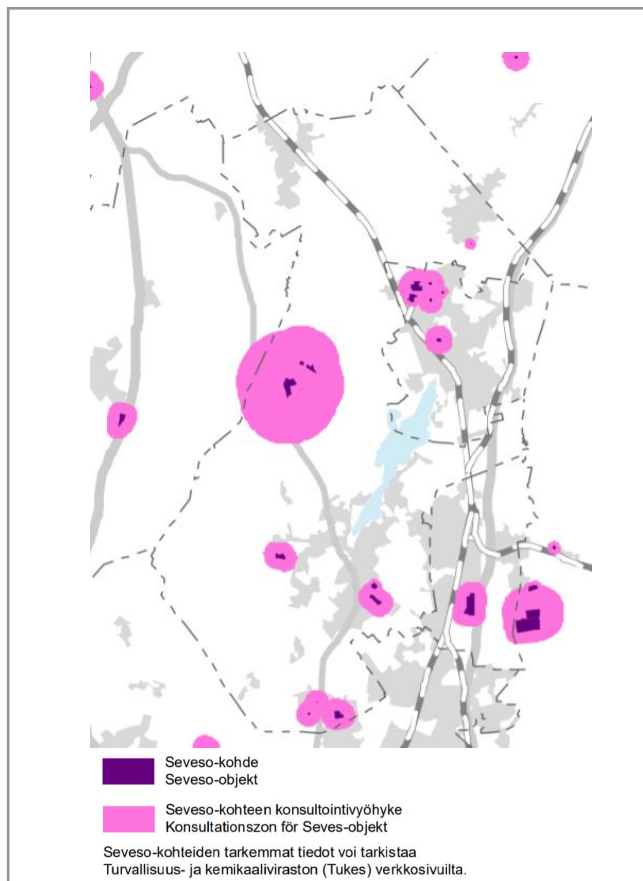 Seveso-kohde
Seveso-objekt
Seveso-kohteen konsultointivyöhyke
Konsultationszon för Seves-objekt
Seveso-kohteiden tarkemmat tiedot voi tarkistaa
Turvallisuus- ja kemikaaliviraston (Tukes) verkkosivuilta.